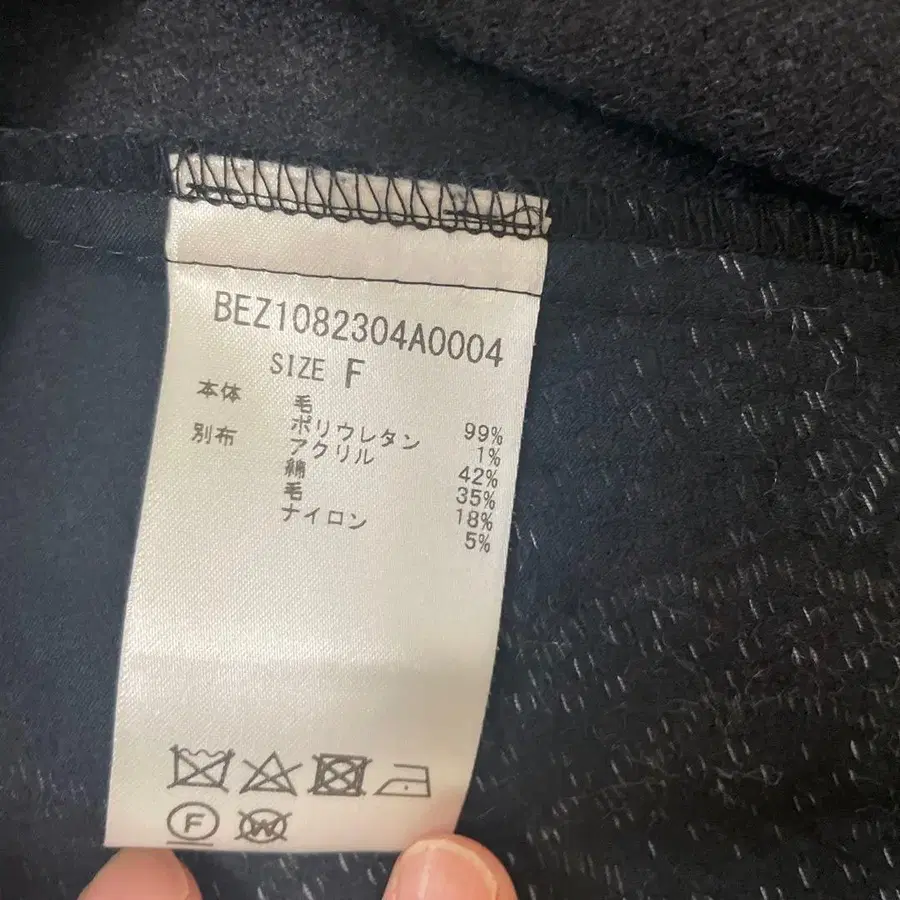 BEZ1082304A0004
SIZE F
本体 毛 99%
ポリウレタン 1%
別布 アクリル 42%
綿 35%
毛 18%
ナイロン 5%
F
W